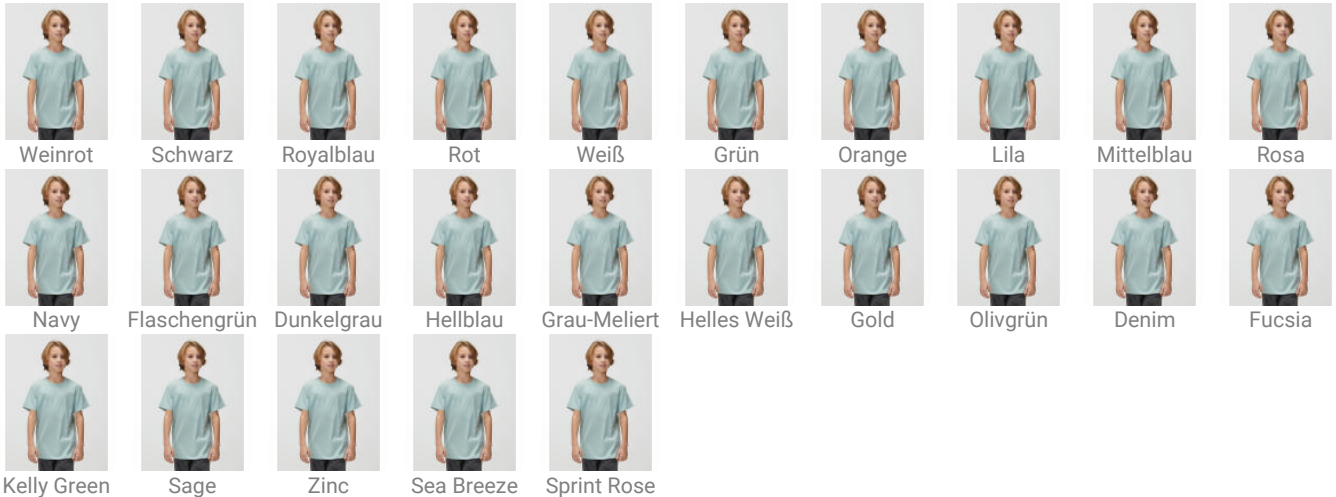 Weinrot Schwarz Royalblau Rot Weiß Grün Orange Lila Mittelblau Rosa
Navy Flaschengrün Dunkelgrau Hellblau Grau-Meliert Helles Weiß Gold Olivgrün Denim Fucsia
Kelly Green Sage Zinc Sea Breeze Sprint Rose